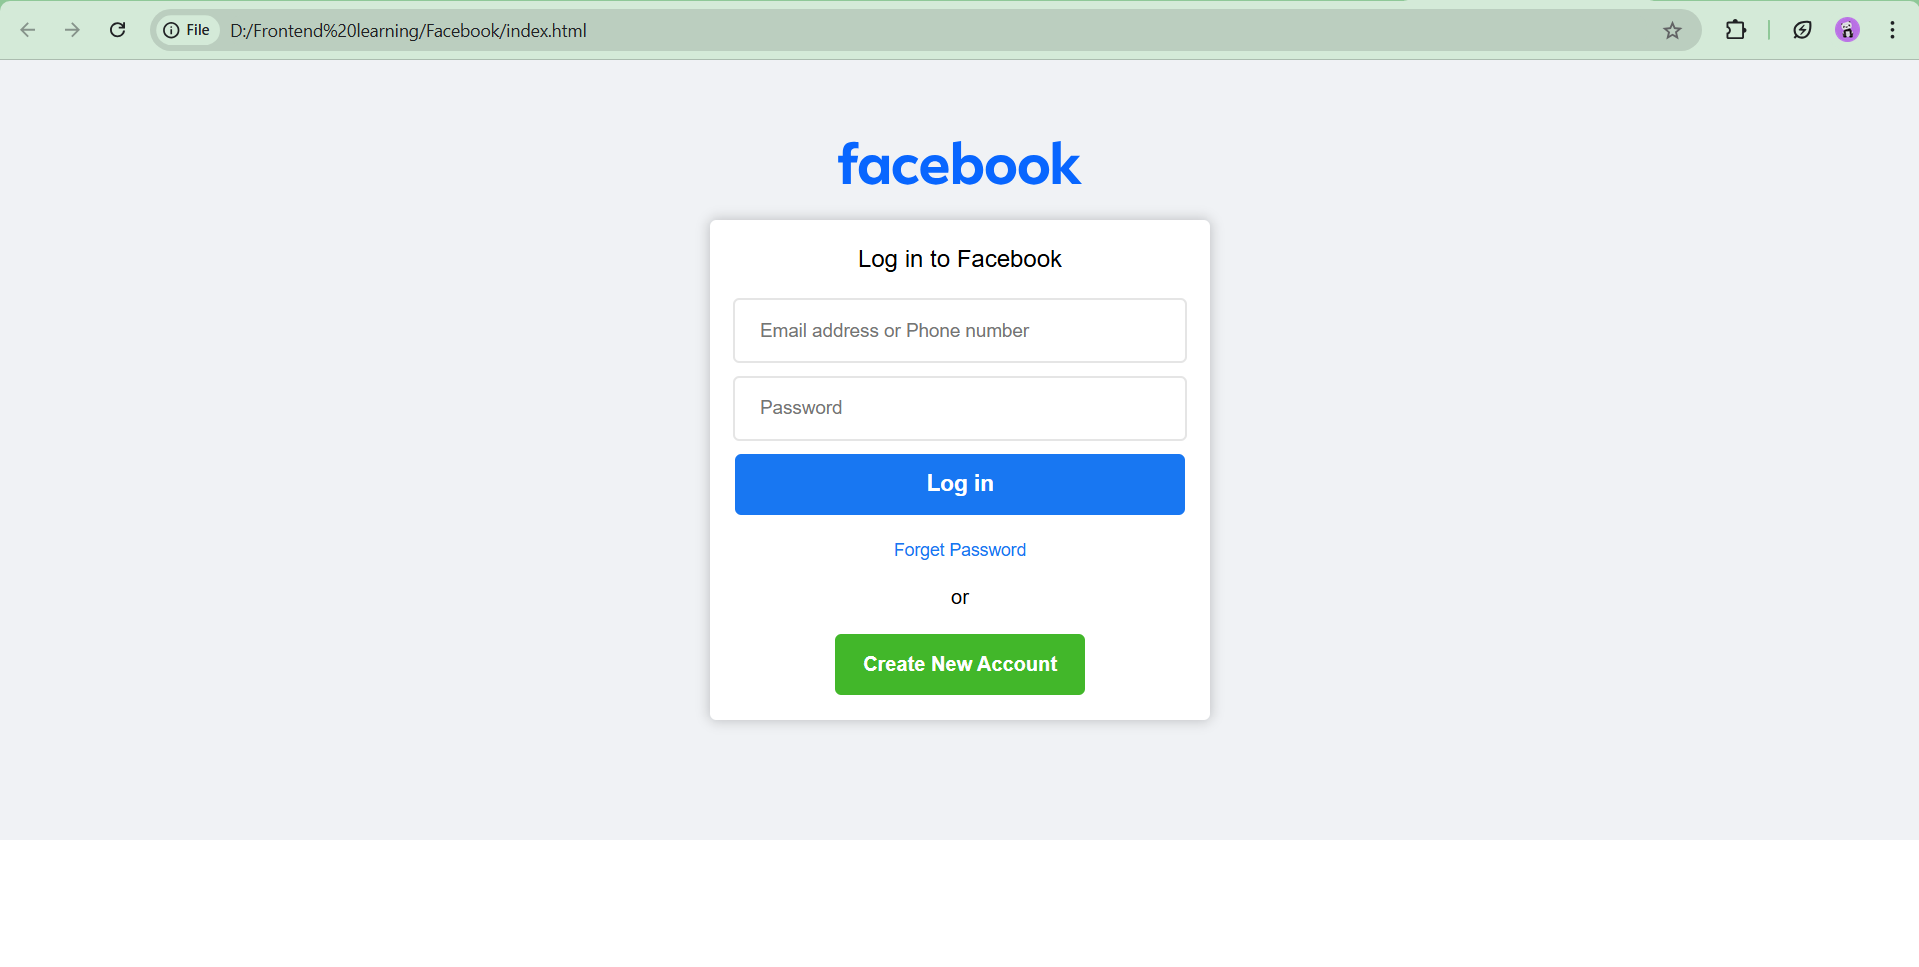 File D:/Frontend%20learning/Facebook/index.html
facebook
Log in to Facebook
Email address or Phone number
Password
Log in
Forget Password
or
Create New Account